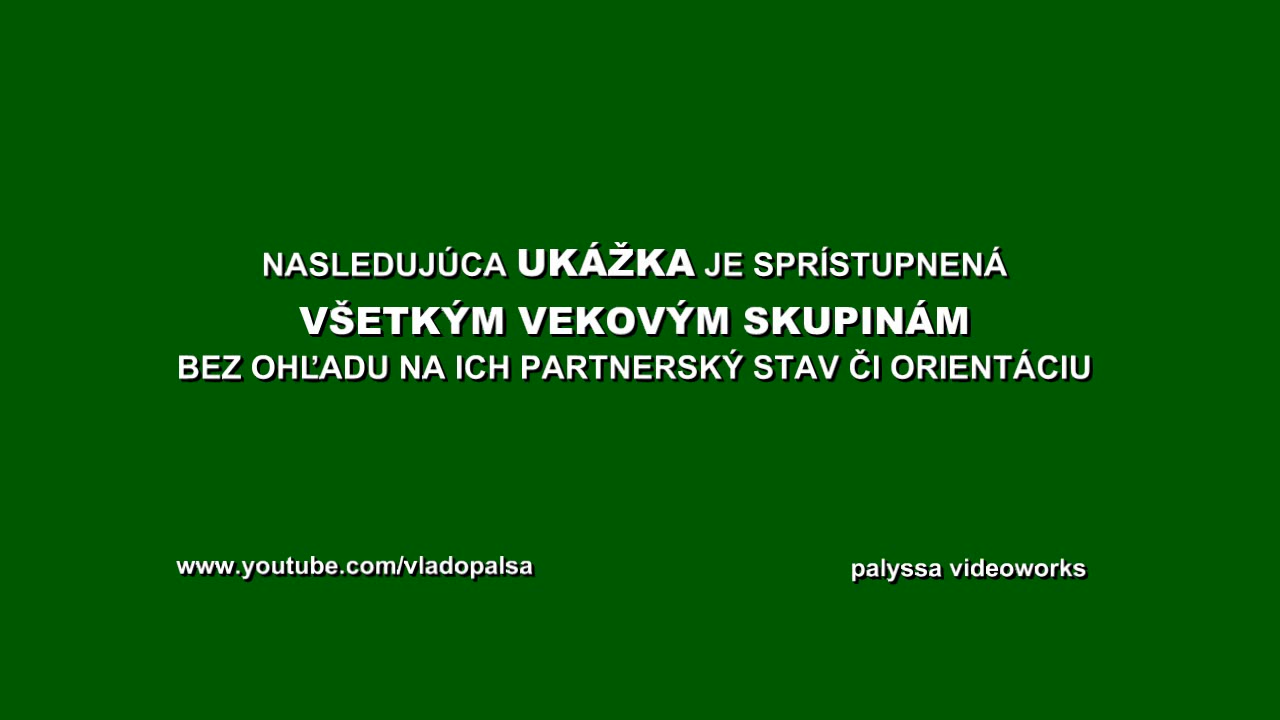 NASLEDUJÚCA UKÁŽKA JE SPRÍSTUPNENÁ
VŠETKÝM VEKOVÝM SKUPINÁM
BEZ OHĽADU NA ICH PARTNERSKÝ STAV ČI ORIENTÁCIU
www.youtube.com/vladopalsa
palyssa videoworks